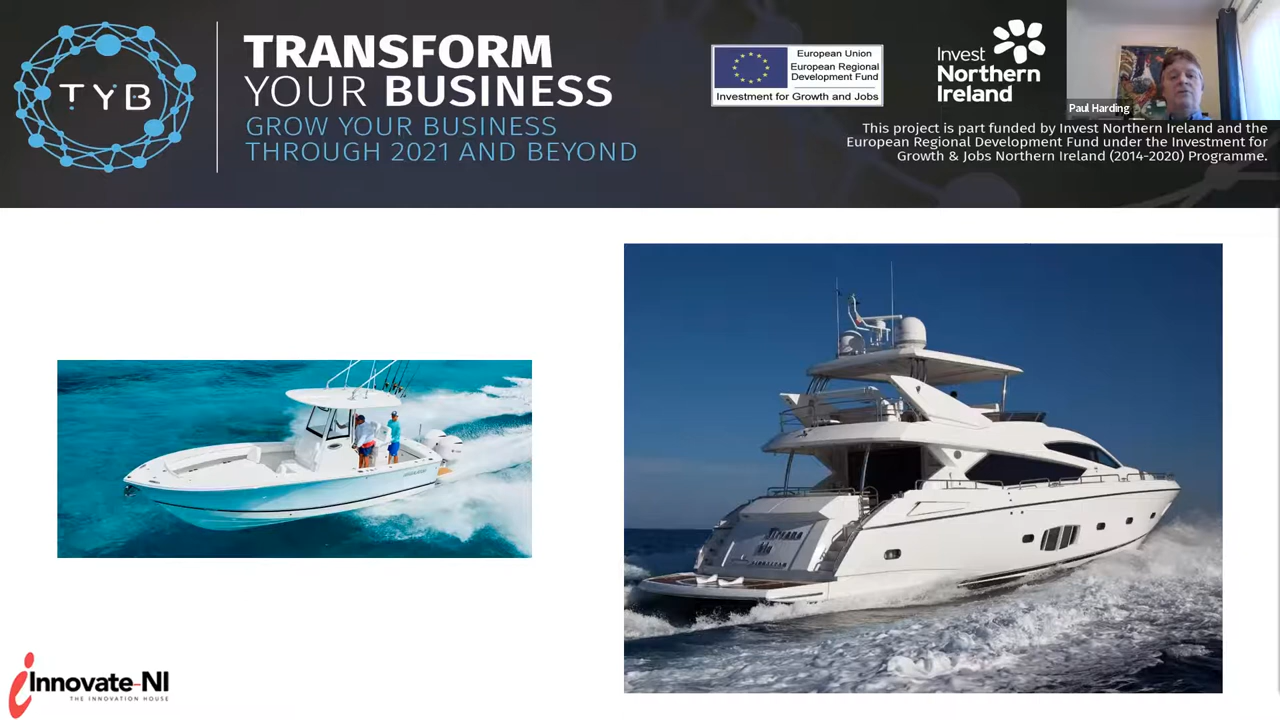 TYB
TRANSFORM
YOUR BUSINESS
GROW YOUR BUSINESS
THROUGH 2021 AND BEYOND
European Union
European Regional
Development Fund
Investment for Growth and Jobs
Invest
Northern
Ireland
Paul Harding
This project is part funded by Invest Northern Ireland and the
European Regional Development Fund under the Investment for
Growth & Jobs Northern Ireland (2014-2020) Programme.
innovate-NI
THE INNOVATION HOUSE